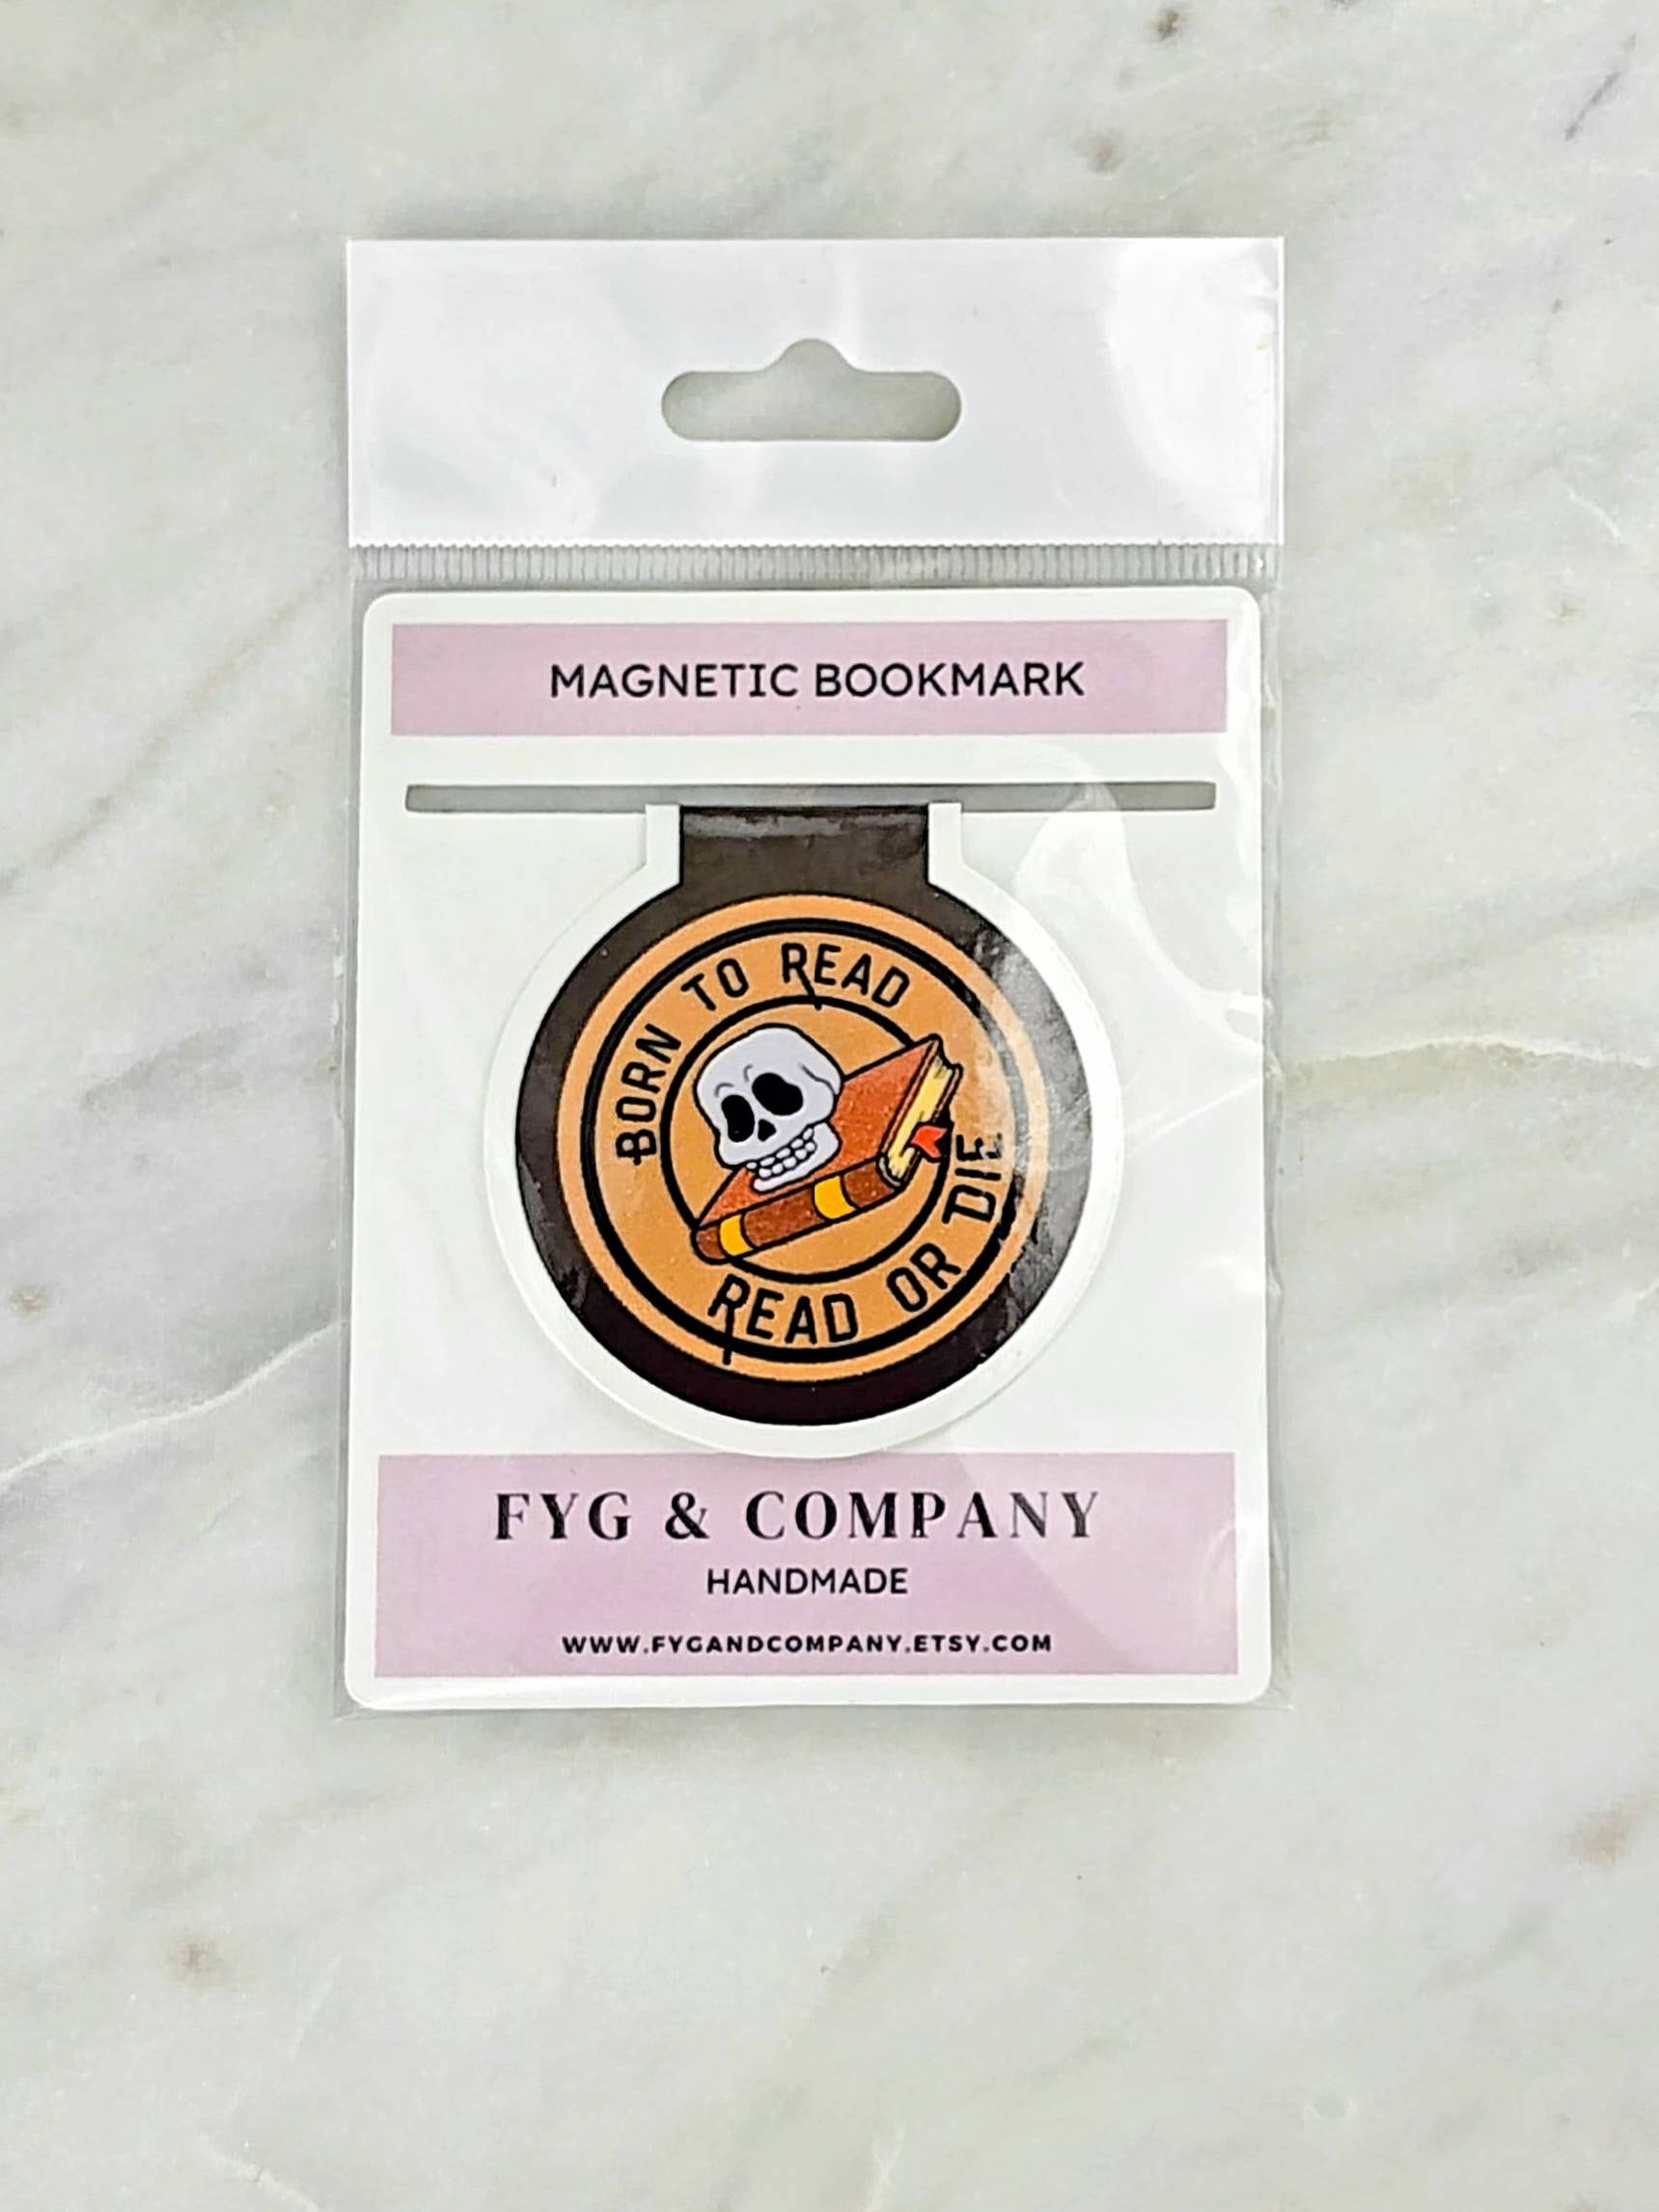 MAGNETIC BOOKMARK
BORN TO READ
READ OR DIE
FYG & COMPANY
HANDMADE
WWW.FYGANDCOMPANY.ETSY.COM